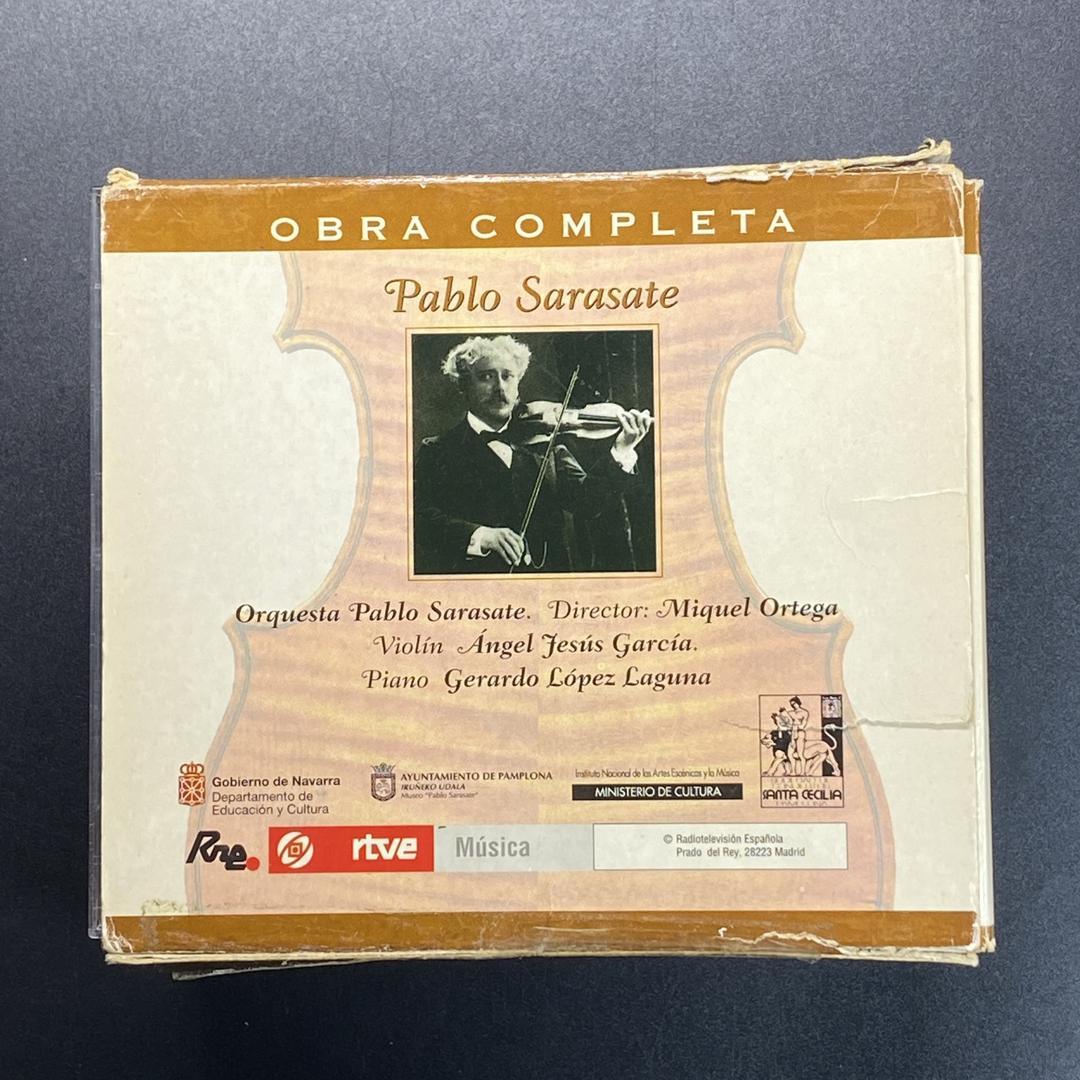 OBRA COMPLETA
Pablo Sarasate
Orquesta Pablo Sarasate. Director: Miquel Ortega
Violín Ángel Jesús García.
Piano Gerardo López Laguna
Gobierno de Navarra
Departamento de
Educación y Cultura
AYUNTAMIENTO DE PAMPLONA
IRUÑEKO UDALA
Museo "Pablo Sarasate"
Instituto Nacional de las Artes Escénicas y la Música
MINISTERIO DE CULTURA
SANTA CECILIA
PAMPLONA
Rne
rtve
Música
© Radiotelevisión Española
Prado del Rey, 28223 Madrid